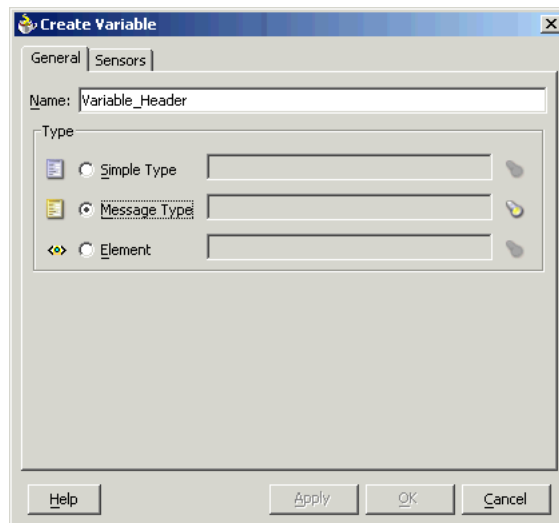 Create Variable
General Sensors
Name: Variable_Header
Type
Simple Type
Message Type
Element
Help Apply OK Cancel